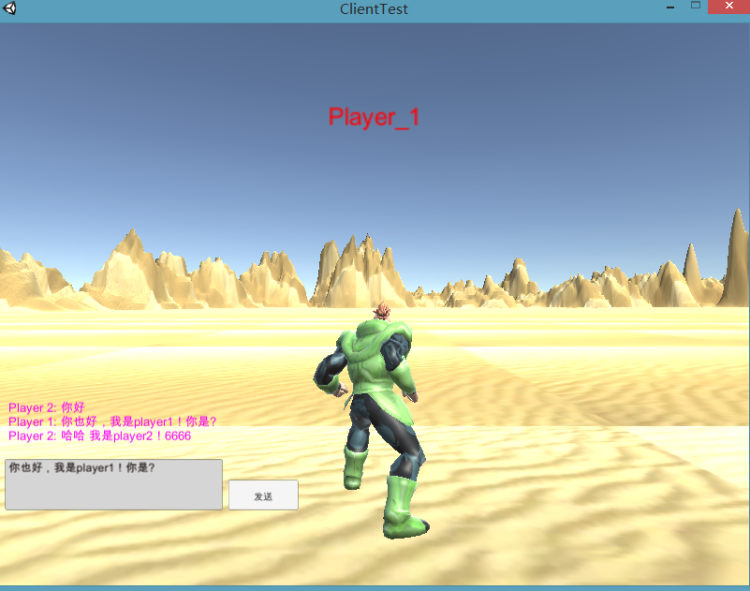 ClientTest
Player_1
Player 2: 你好
Player 1: 你也好，我是player1！你是?
Player 2: 哈哈 我是player2！6666
你也好，我是player1！你是?
发送